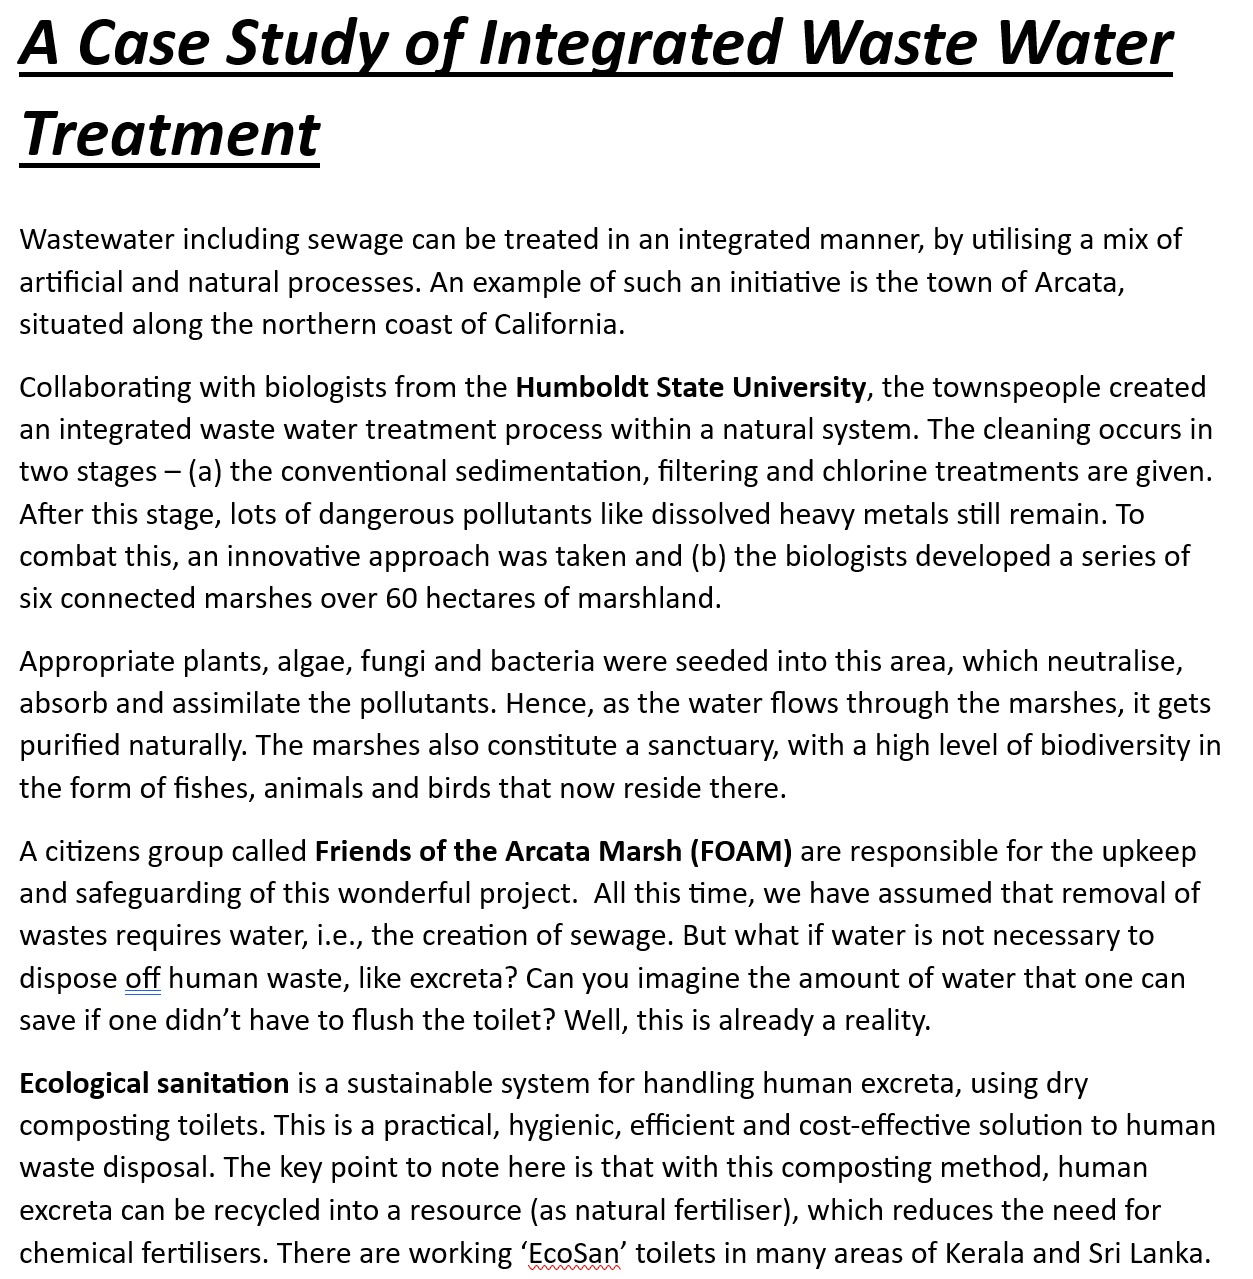 A Case Study of Integrated Waste Water
Treatment
Wastewater including sewage can be treated in an integrated manner, by utilising a mix of
artificial and natural processes. An example of such an initiative is the town of Arcata,
situated along the northern coast of California.
Collaborating with biologists from the Humboldt State University, the townspeople created
an integrated waste water treatment process within a natural system. The cleaning occurs in
two stages – (a) the conventional sedimentation, filtering and chlorine treatments are given.
After this stage, lots of dangerous pollutants like dissolved heavy metals still remain. To
combat this, an innovative approach was taken and (b) the biologists developed a series of
six connected marshes over 60 hectares of marshland.
Appropriate plants, algae, fungi and bacteria were seeded into this area, which neutralise,
absorb and assimilate the pollutants. Hence, as the water flows through the marshes, it gets
purified naturally. The marshes also constitute a sanctuary, with a high level of biodiversity in
the form of fishes, animals and birds that now reside there.
A citizens group called Friends of the Arcata Marsh (FOAM) are responsible for the upkeep
and safeguarding of this wonderful project.  All this time, we have assumed that removal of
wastes requires water, i.e., the creation of sewage. But what if water is not necessary to
dispose off human waste, like excreta? Can you imagine the amount of water that one can
save if one didn’t have to flush the toilet? Well, this is already a reality.
Ecological sanitation is a sustainable system for handling human excreta, using dry
composting toilets. This is a practical, hygienic, efficient and cost-effective solution to human
waste disposal. The key point to note here is that with this composting method, human
excreta can be recycled into a resource (as natural fertiliser), which reduces the need for
chemical fertilisers. There are working ‘EcoSan’ toilets in many areas of Kerala and Sri Lanka.